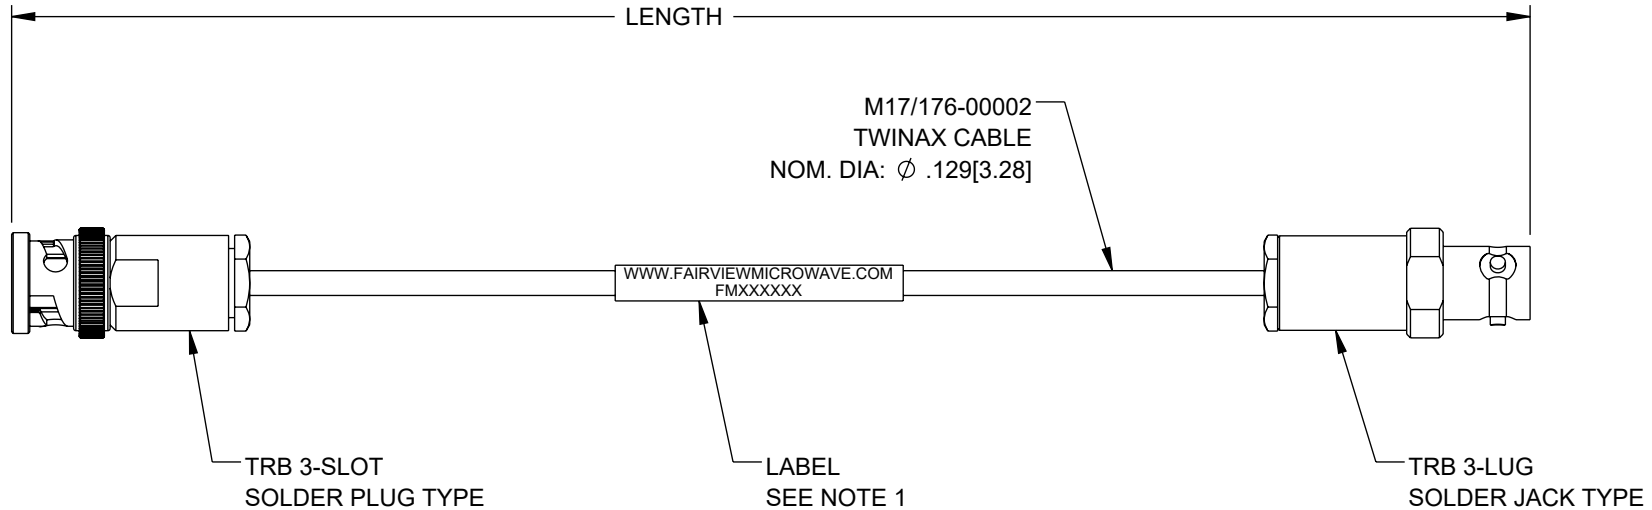 LENGTH
M17/176-00002
TWINAX CABLE
NOM. DIA: ∅ .129[3.28]
WWW.FAIRVIEWMICROWAVE.COM
FMXXXXXX
TRB 3-SLOT
SOLDER PLUG TYPE
LABEL
SEE NOTE 1
TRB 3-LUG
SOLDER JACK TYPE